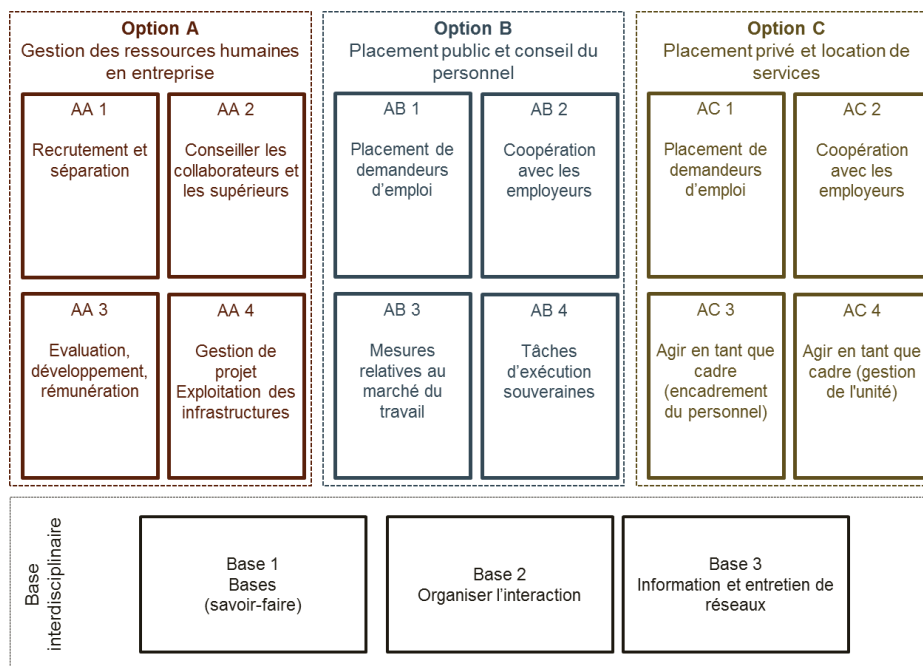 Option A
Gestion des ressources humaines
en entreprise
AA 1
Recrutement et
séparation
AA 2
Conseiller les
collaborateurs et
les supérieurs
AA 3
Evaluation,
développement,
rémunération
AA 4
Gestion de
projet
Exploitation des
infrastructures
Option B
Placement public et conseil du
personnel
AB 1
Placement de
demandeurs
d'emploi
AB 2
Coopération
avec les
employeurs
AB 3
Mesures
relatives au
marché du
travail
AB 4
Tâches
d'exécution
souveraines
Option C
Placement privé et location de
services
AC 1
Placement de
demandeurs
d'emploi
AC 2
Coopération
avec les
employeurs
AC 3
Agir en tant que
cadre
(encadrement
du personnel)
AC 4
Agir en tant que
cadre (gestion
de l'unité)
Base
interdisciplinaire
Base 1
Bases
(savoir-faire)
Base 2
Organiser l'interaction
Base 3
Information et entretien de
réseaux